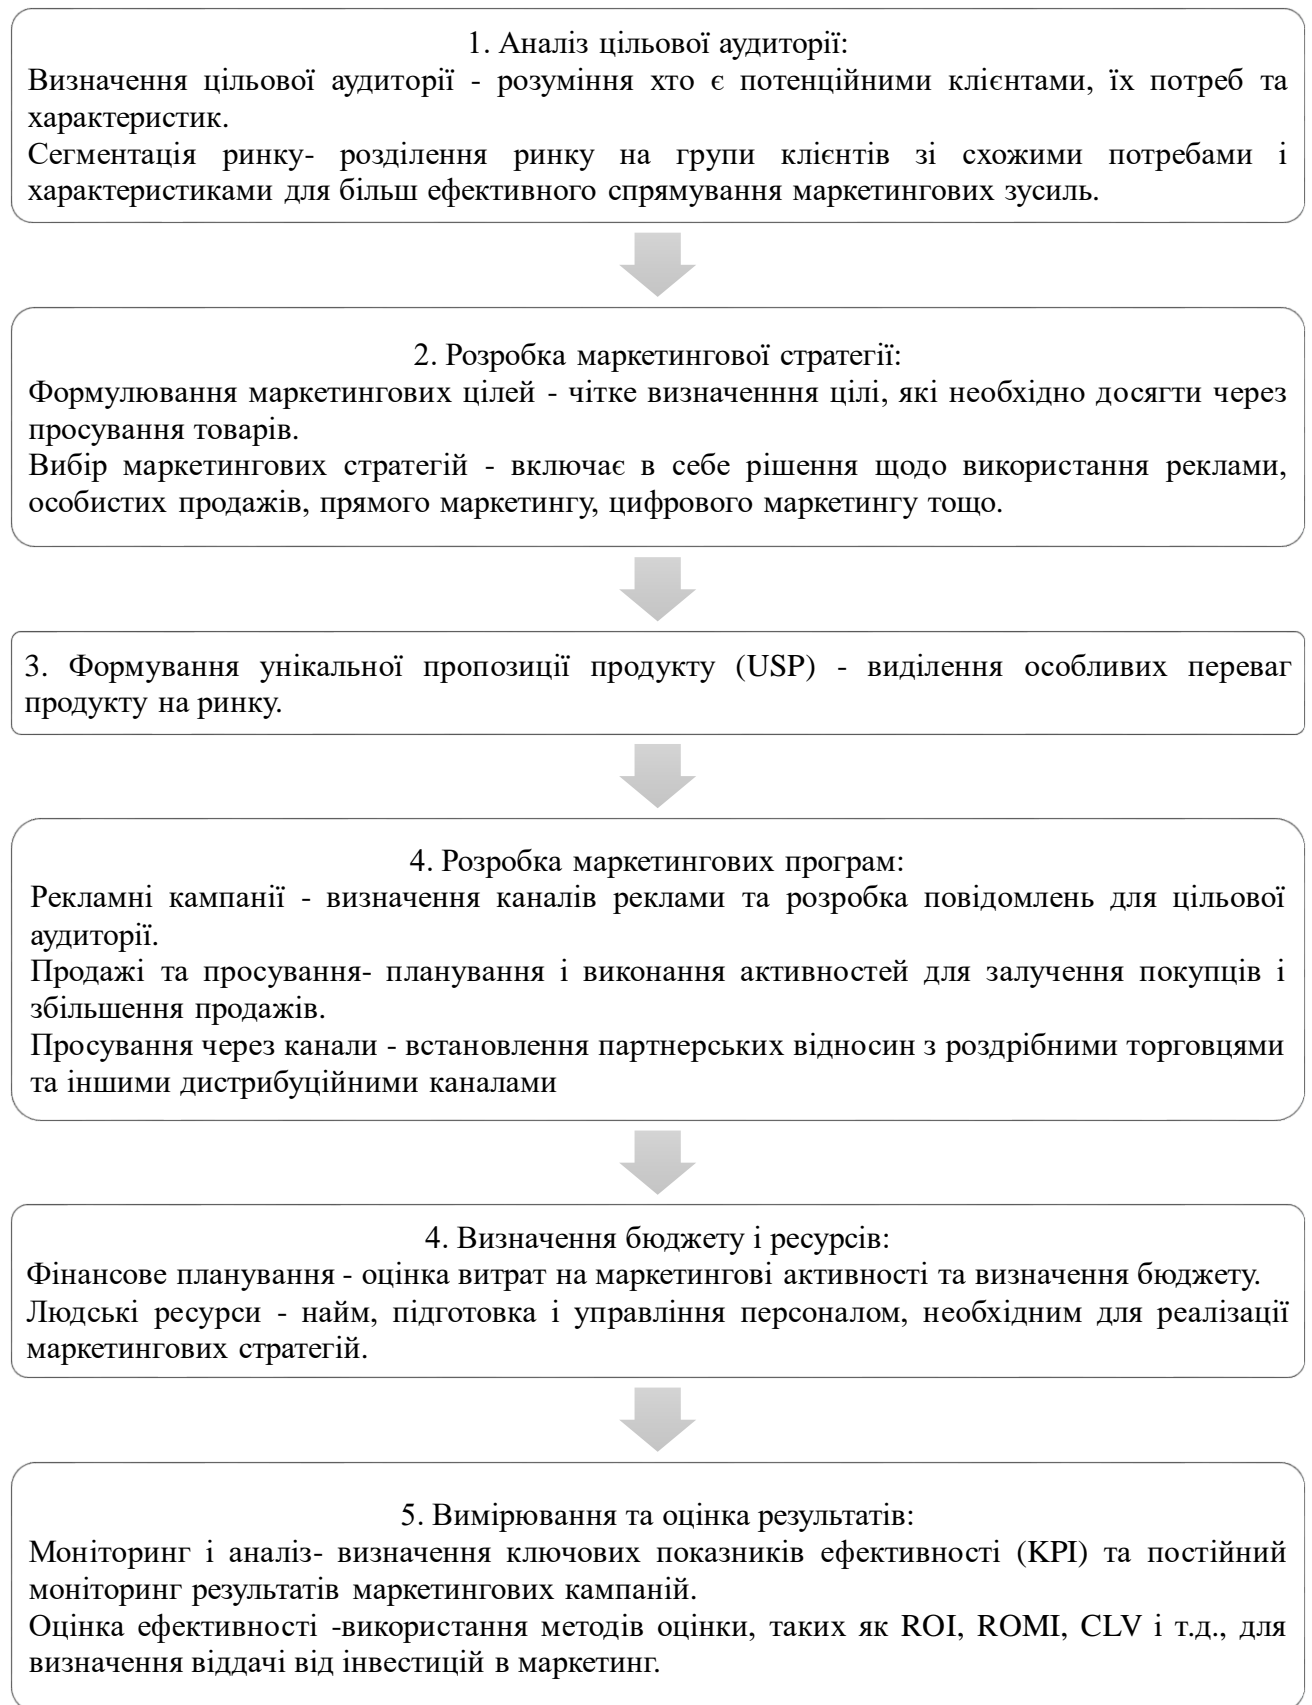 1. Аналіз цільової аудиторії:
Визначення цільової аудиторії - розуміння хто є потенційними клієнтами, їх потреб та
характеристик.
Сегментація ринку- розділення ринку на групи клієнтів зі схожими потребами і
характеристиками для більш ефективного спрямування маркетингових зусиль.
2. Розробка маркетингової стратегії:
Формулювання маркетингових цілей - чітке визначенння цілі, які необхідно досягти через
просування товарів.
Вибір маркетингових стратегій - включає в себе рішення щодо використання реклами,
особистих продажів, прямого маркетингу, цифрового маркетингу тощо.
3. Формування унікальної пропозиції продукту (USP) - виділення особливих переваг
продукту на ринку.
4. Розробка маркетингових програм:
Рекламні кампанії - визначення каналів реклами та розробка повідомлень для цільової
аудиторії.
Продажі та просування- планування і виконання активностей для залучення покупців і
збільшення продажів.
Просування через канали - встановлення партнерських відносин з роздрібними торговцями
та іншими дистрибуційними каналами
4. Визначення бюджету і ресурсів:
Фінансове планування - оцінка витрат на маркетингові активності та визначення бюджету.
Людські ресурси - найм, підготовка і управління персоналом, необхідним для реалізації
маркетингових стратегій.
5. Вимірювання та оцінка результатів:
Моніторинг і аналіз- визначення ключових показників ефективності (KPI) та постійний
моніторинг результатів маркетингових кампаній.
Оцінка ефективності -використання методів оцінки, таких як ROI, ROMI, CLV і т.д., для
визначення віддачі від інвестицій в маркетинг.